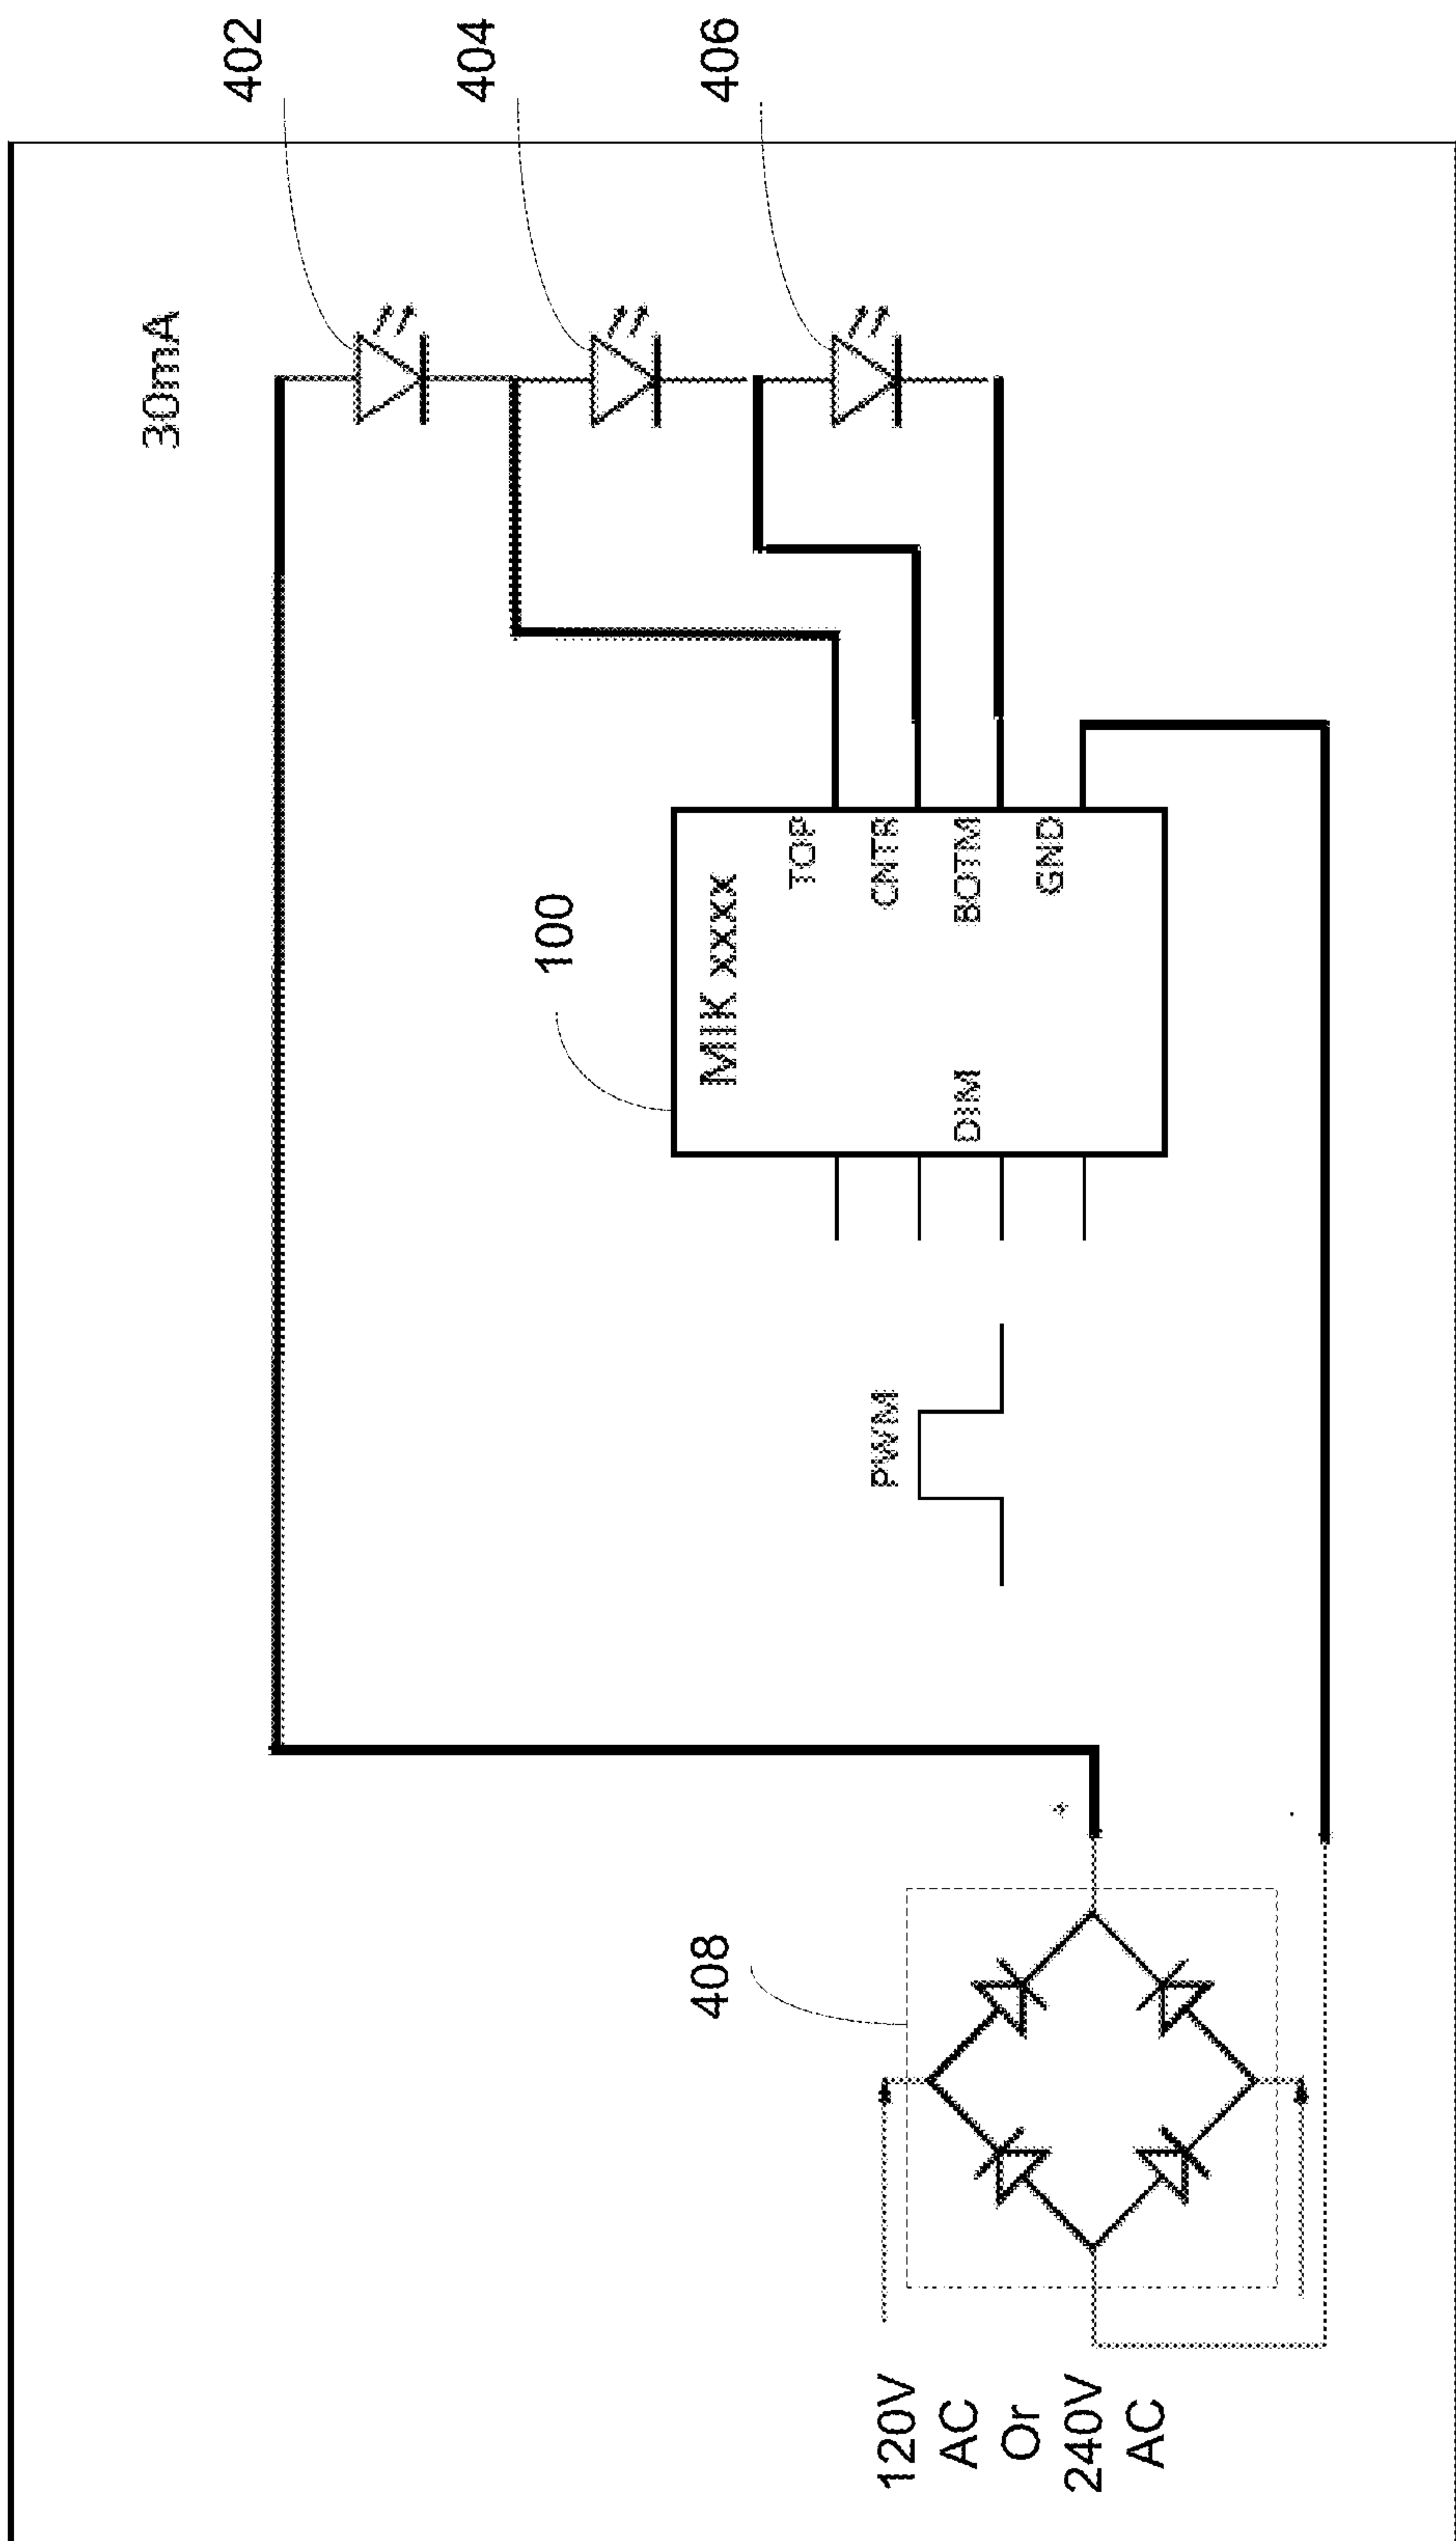 30mA
402
404
406
100
MIK xxxx
TOP
CNTR
BOTM
GND
DIM
PWM
408
+
120V
AC
Or
240V
AC